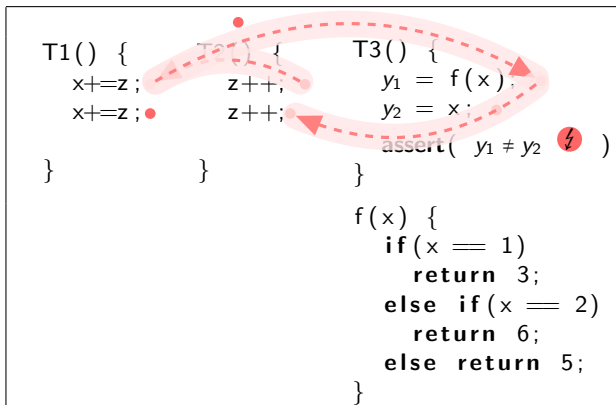 T1() {
x+=z;
x+=z;
}
T2() {
z++;
z++;
}
T3() {
y₁ = f(x);
y₂ = x;
assert( y₁ ≠ y₂ )
}
f(x) {
if(x == 1)
return 3;
else if(x == 2)
return 6;
else return 5;
}